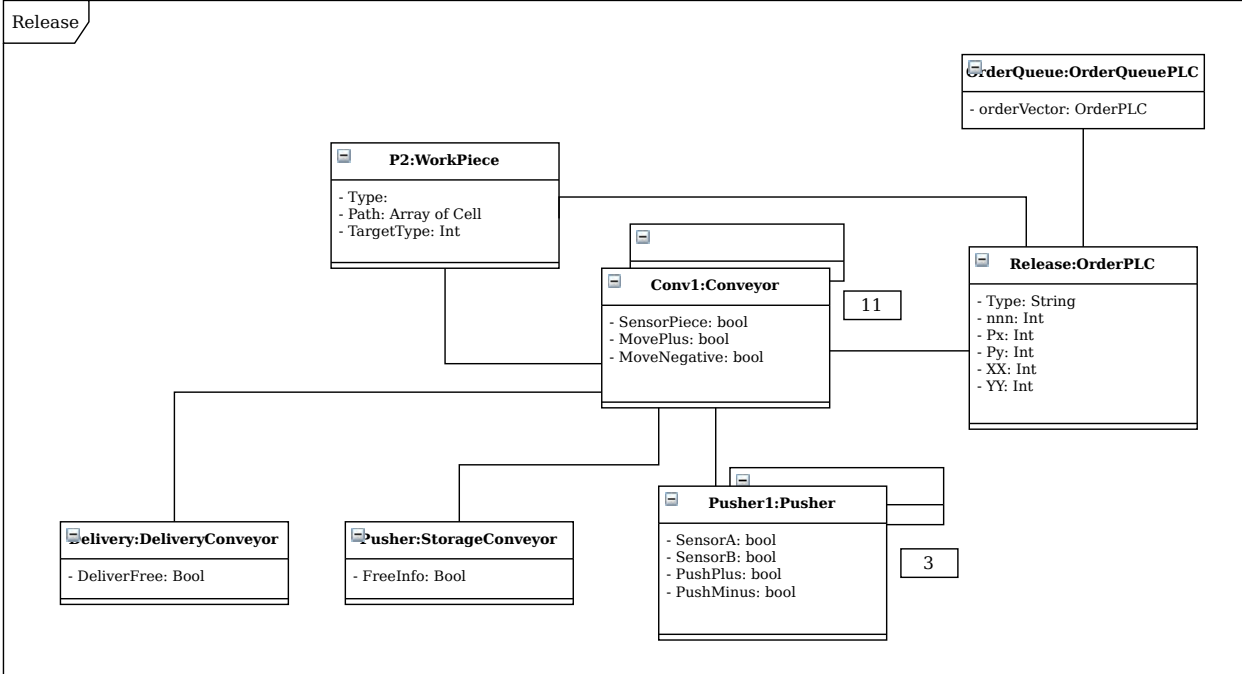 Release
OrderQueue:OrderQueuePLC
- orderVector: OrderPLC
P2:WorkPiece
- Type:
- Path: Array of Cell
- TargetType: Int
Conv1:Conveyor
- SensorPiece: bool
- MovePlus: bool
- MoveNegative: bool
11
Release:OrderPLC
- Type: String
- nnn: Int
- Px: Int
- Py: Int
- XX: Int
- YY: Int
Delivery:DeliveryConveyor
- DeliverFree: Bool
Pusher:StorageConveyor
- FreeInfo: Bool
Pusher1:Pusher
- SensorA: bool
- SensorB: bool
- PushPlus: bool
- PushMinus: bool
3